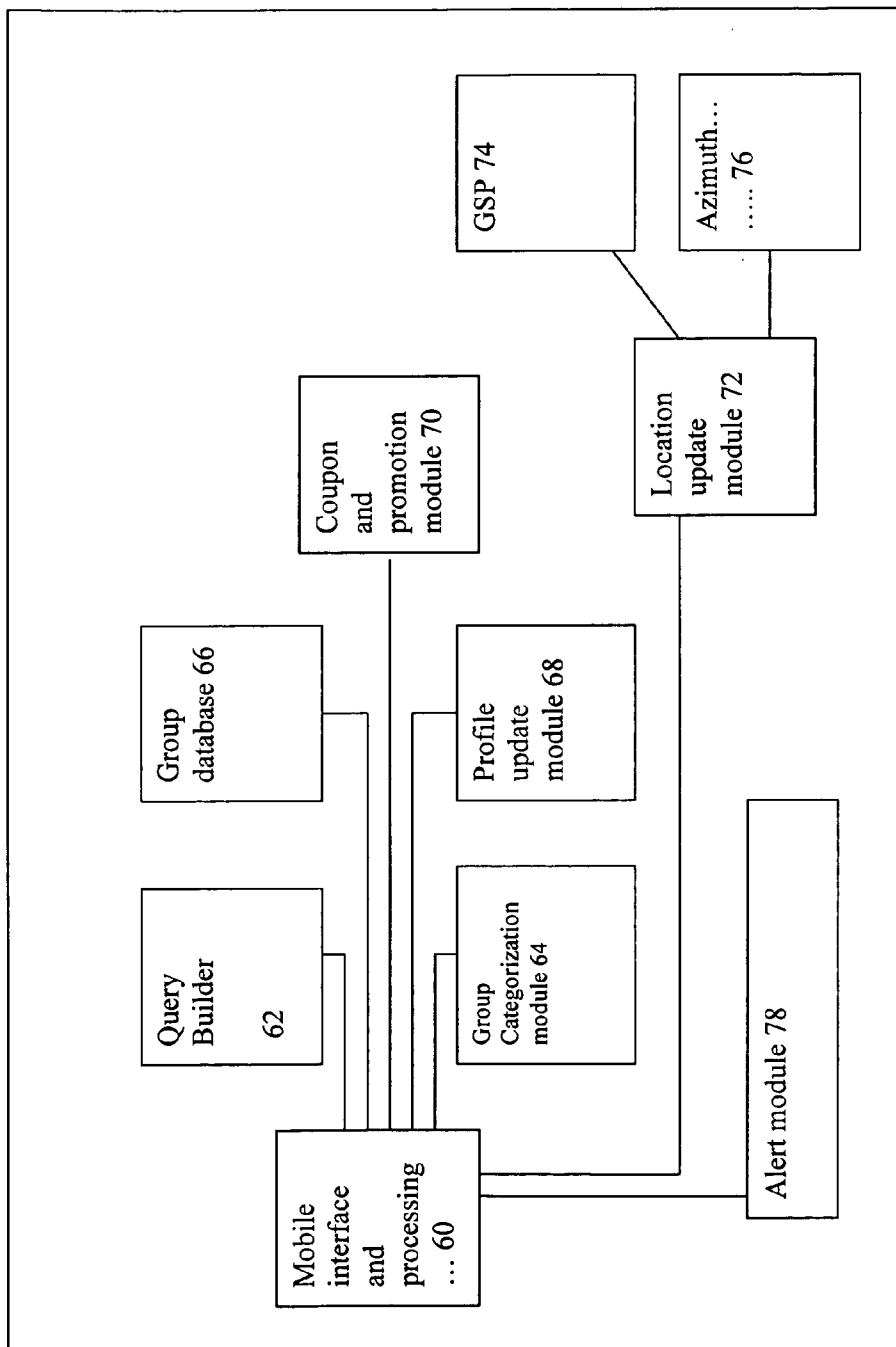 Query
Builder
62
Group
database 66
Mobile
interface
and
processing
... 60
Coupon
and
promotion
module 70
Group
Categorization
module 64
Profile
update
module 68
GSP 74
Location
update
module 72
Azimuth...
...... 76
Alert module 78